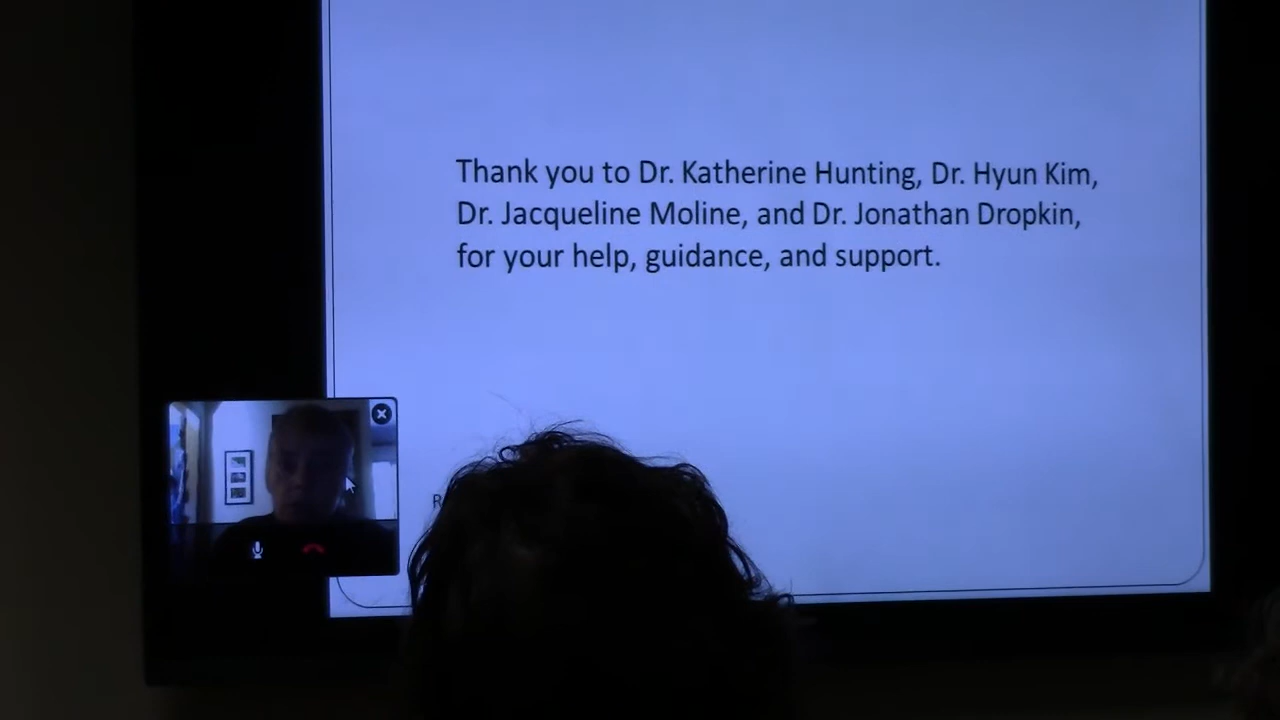 Thank you to Dr. Katherine Hunting, Dr. Hyun Kim,
Dr. Jacqueline Moline, and Dr. Jonathan Dropkin,
for your help, guidance, and support.